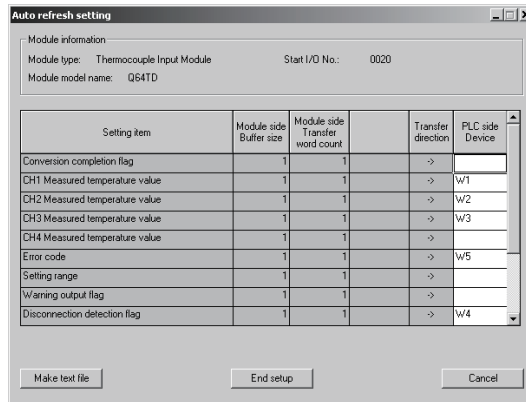 Auto refresh setting
Module information
Module type: Thermocouple Input Module Start I/O No.: 0020
Module model name: Q64TD
Setting item Module side Buffer size Module side Transfer word count Transfer direction PLC side Device
Conversion completion flag 1 1 ->
CH1 Measured temperature value 1 1 -> W1
CH2 Measured temperature value 1 1 -> W2
CH3 Measured temperature value 1 1 -> W3
CH4 Measured temperature value 1 1 ->
Error code 1 1 -> W5
Setting range 1 1 ->
Warning output flag 1 1 ->
Disconnection detection flag 1 1 -> W4
Make text file End setup Cancel